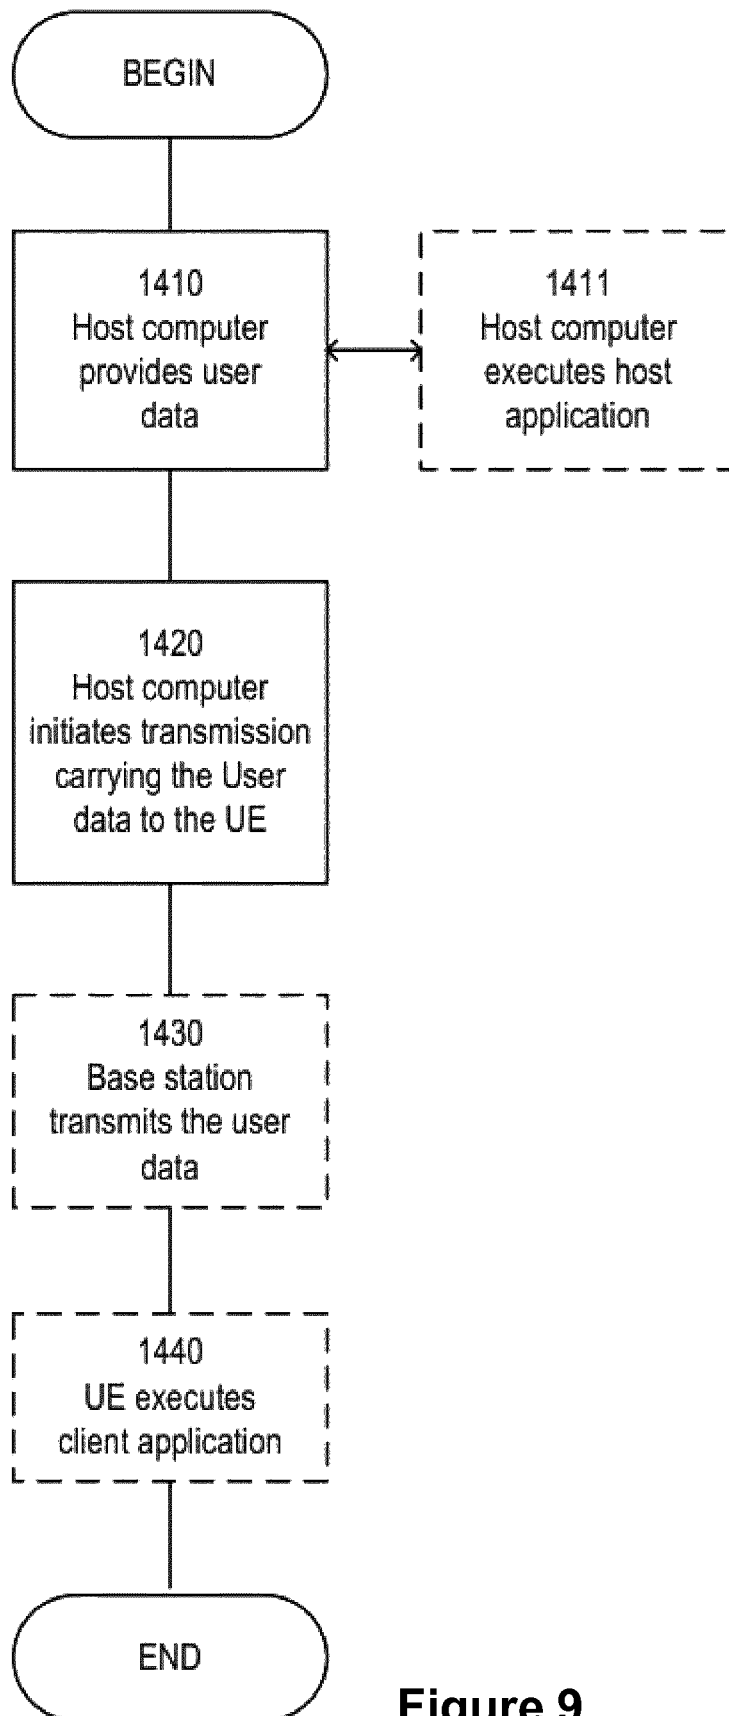 BEGIN
1410
Host computer
provides user
data
1411
Host computer
executes host
application
1420
Host computer
initiates transmission
carrying the User
data to the UE
1430
Base station
transmits the user
data
1440
UE executes
client application
END
Figure 9